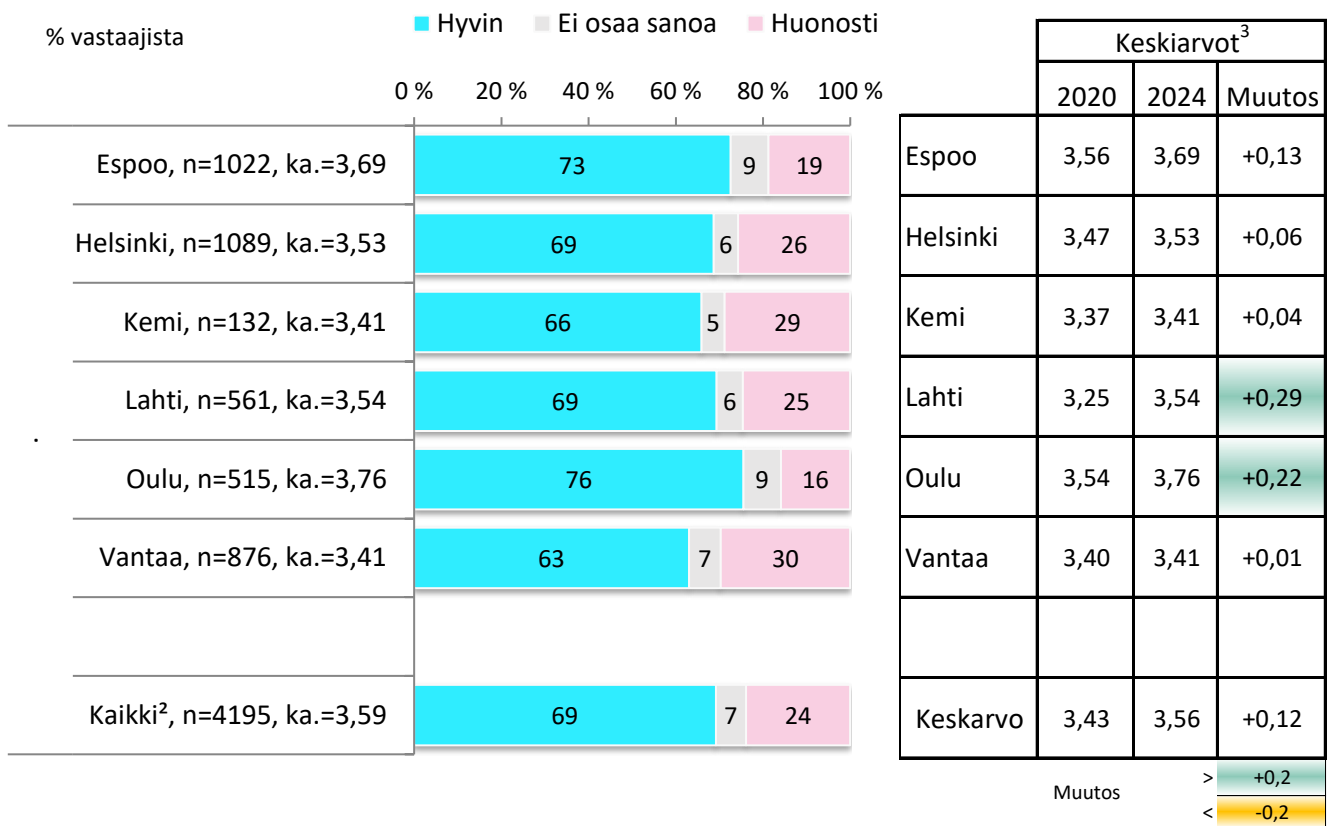 % vastaajista
Hyvin Ei osaa sanoa Huonosti
0 % 20 % 40 % 60 % 80 % 100 %
Espoo, n=1022, ka.=3,69 73 9 19
Helsinki, n=1089, ka.=3,53 69 6 26
Kemi, n=132, ka.=3,41 66 5 29
Lahti, n=561, ka.=3,54 69 6 25
.
Oulu, n=515, ka.=3,76 76 9 16
Vantaa, n=876, ka.=3,41 63 7 30
Kaikki², n=4195, ka.=3,59 69 7 24
Keskiarvot³
2020 2024 Muutos
Espoo 3,56 3,69 +0,13
Helsinki 3,47 3,53 +0,06
Kemi 3,37 3,41 +0,04
Lahti 3,25 3,54 +0,29
Oulu 3,54 3,76 +0,22
Vantaa 3,40 3,41 +0,01
Keskarvo 3,43 3,56 +0,12
Muutos
> +0,2
< -0,2